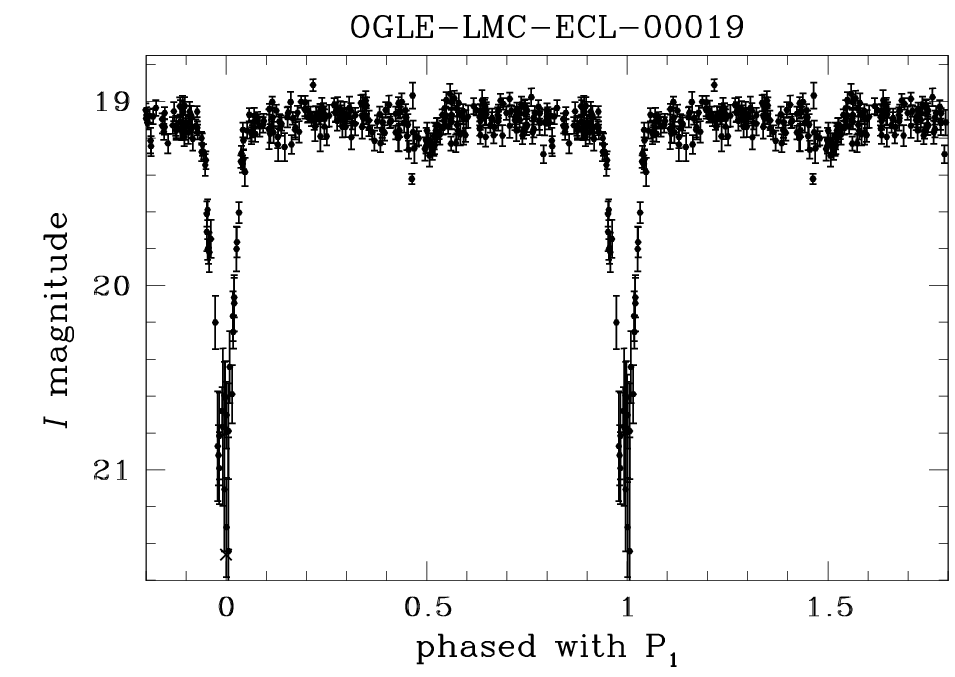 OGLE-LMC-ECL-00019
19
20
21
I magnitude
0 0.5 1 1.5
phased with P₁